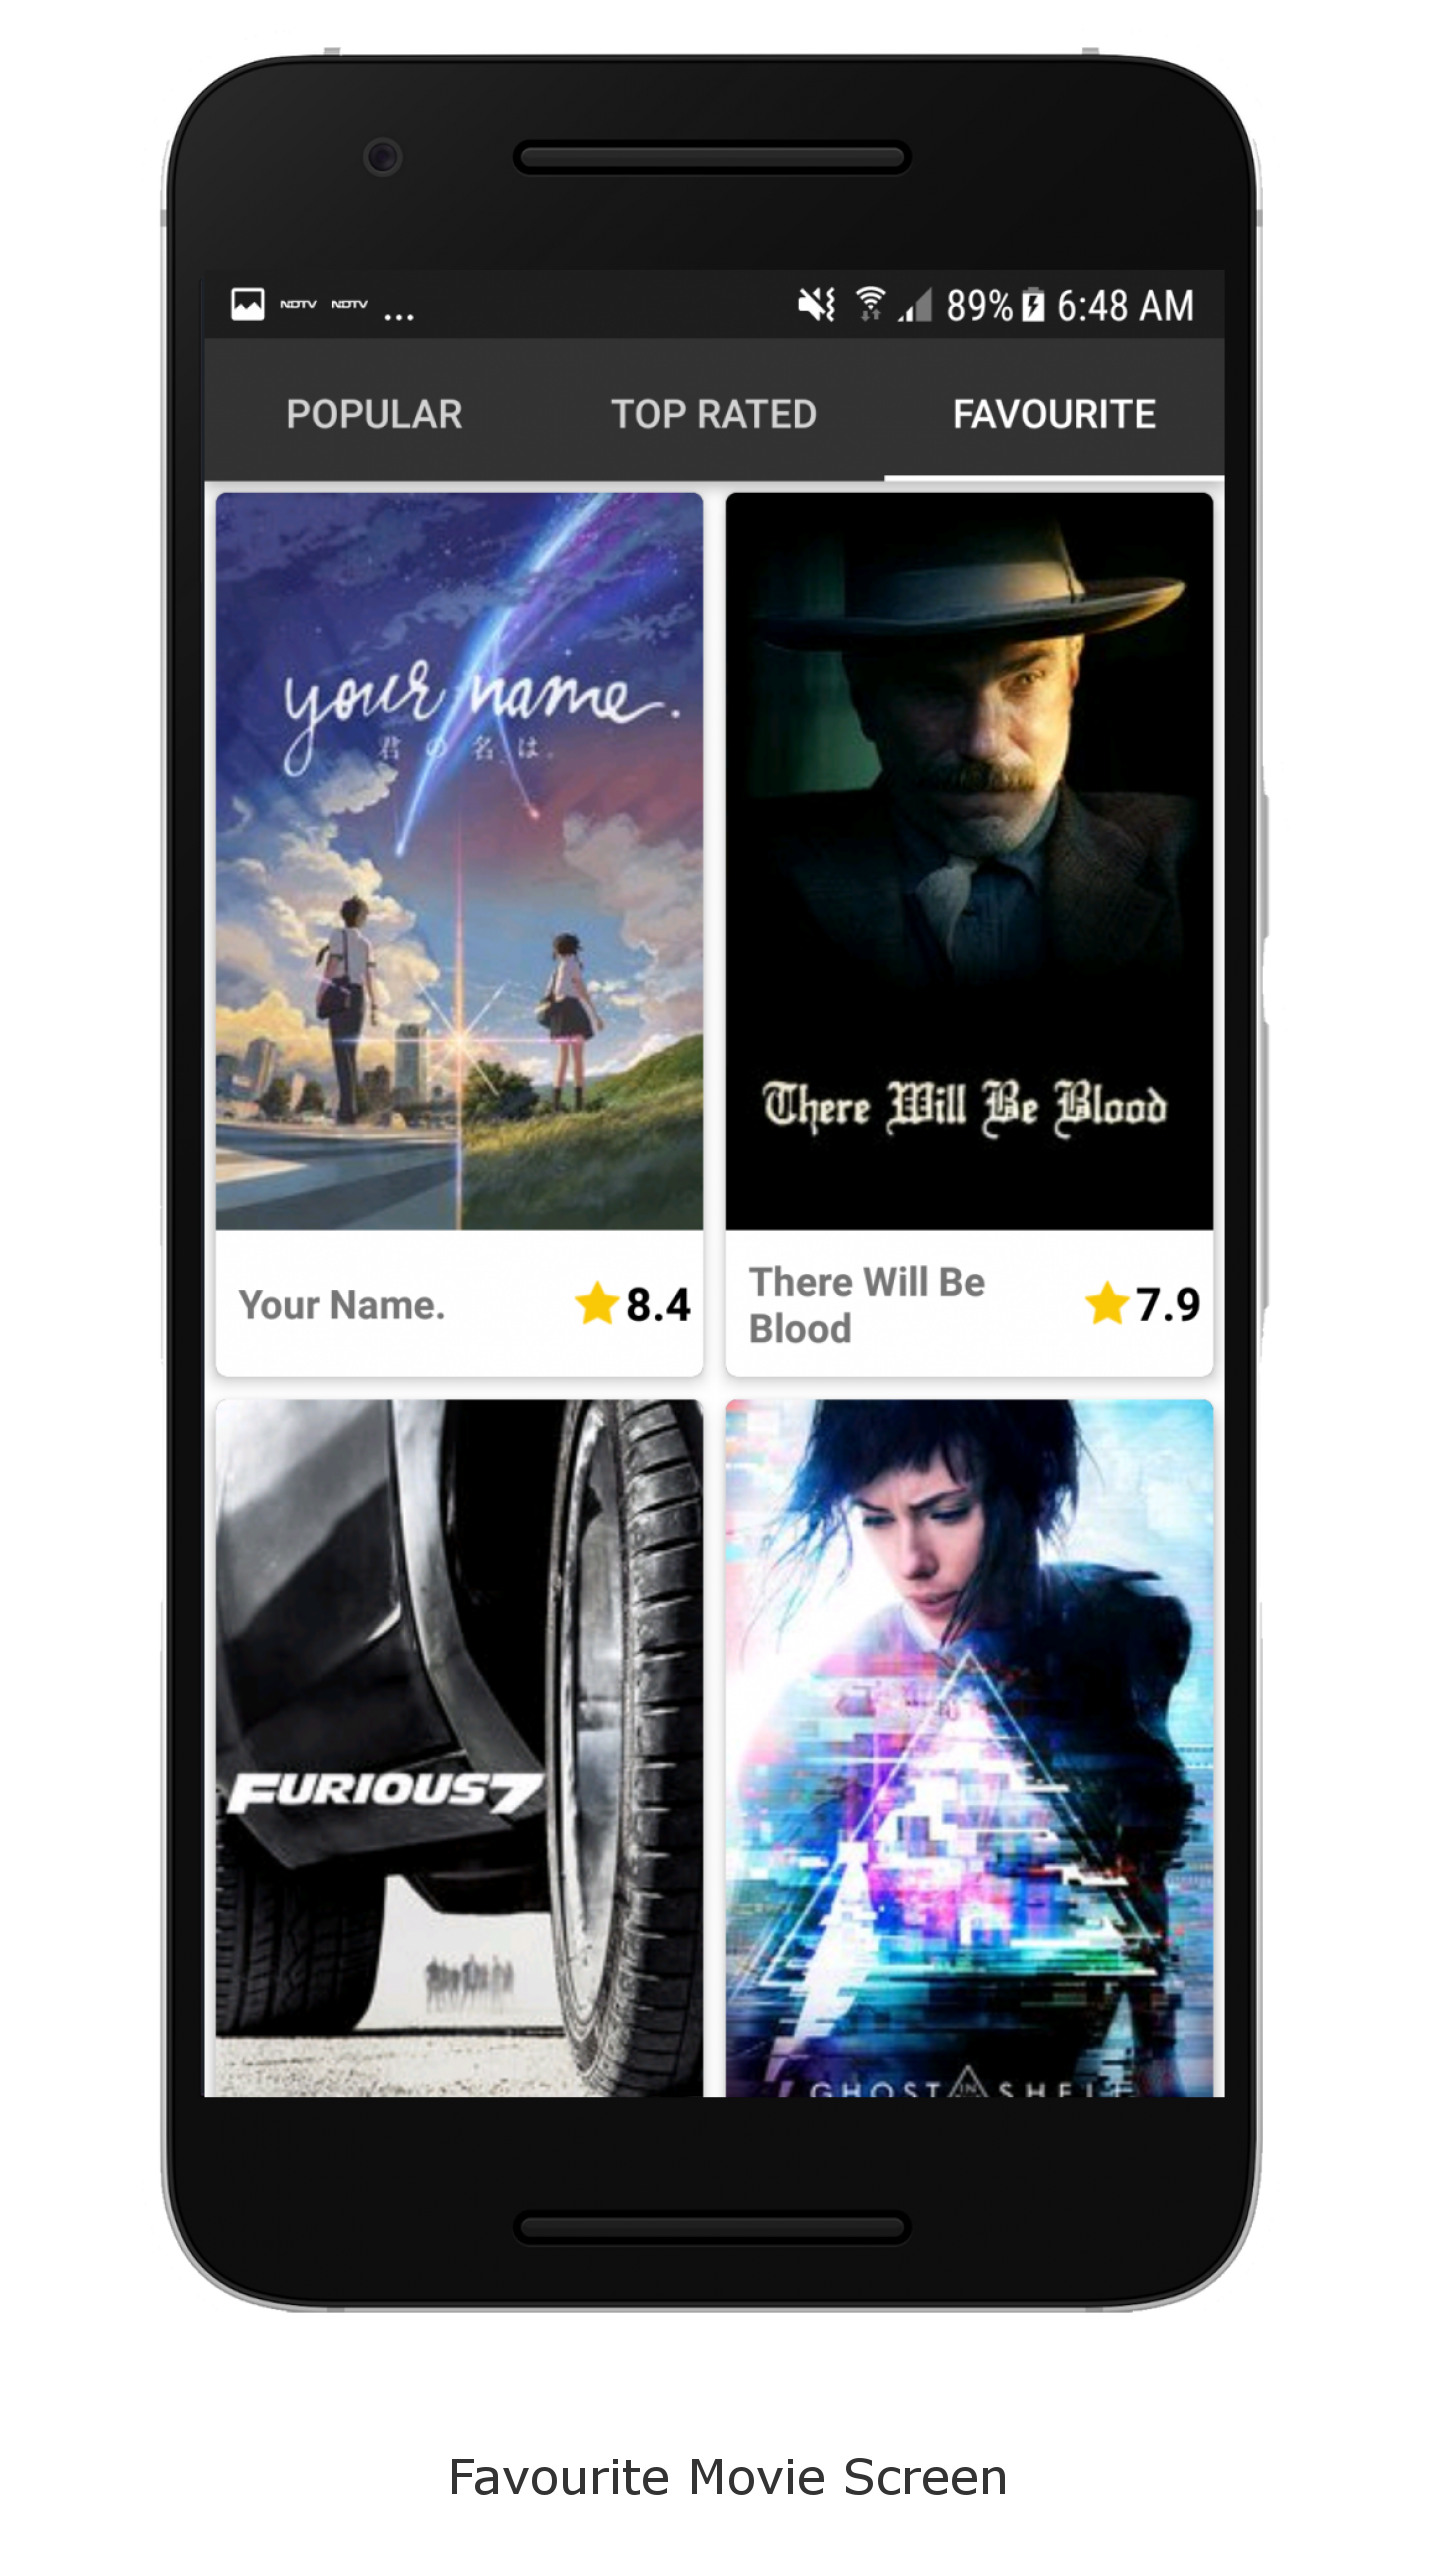 NDTV NDTV ... 89% 6:48 AM
POPULAR TOP RATED FAVOURITE
your name.
君の名は。
There Will Be Blood
Your Name. 8.4
There Will Be
Blood
7.9
FURIOUS 7
GHOST IN SHELL
Favourite Movie Screen